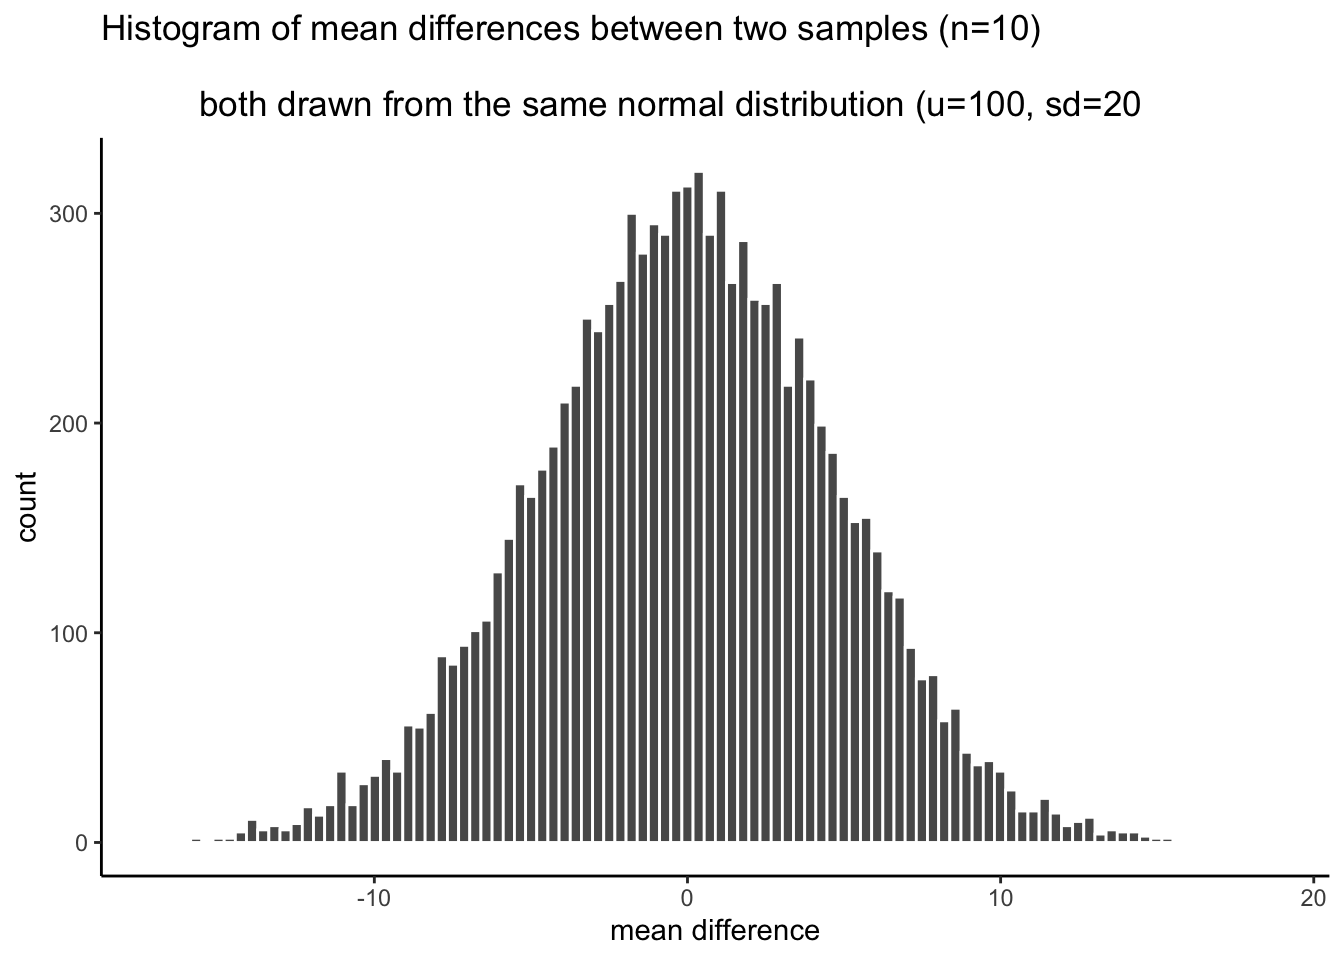 Histogram of mean differences between two samples (n=10)
both drawn from the same normal distribution (u=100, sd=20
300
200
100
0
count
-10
0
10
20
mean difference